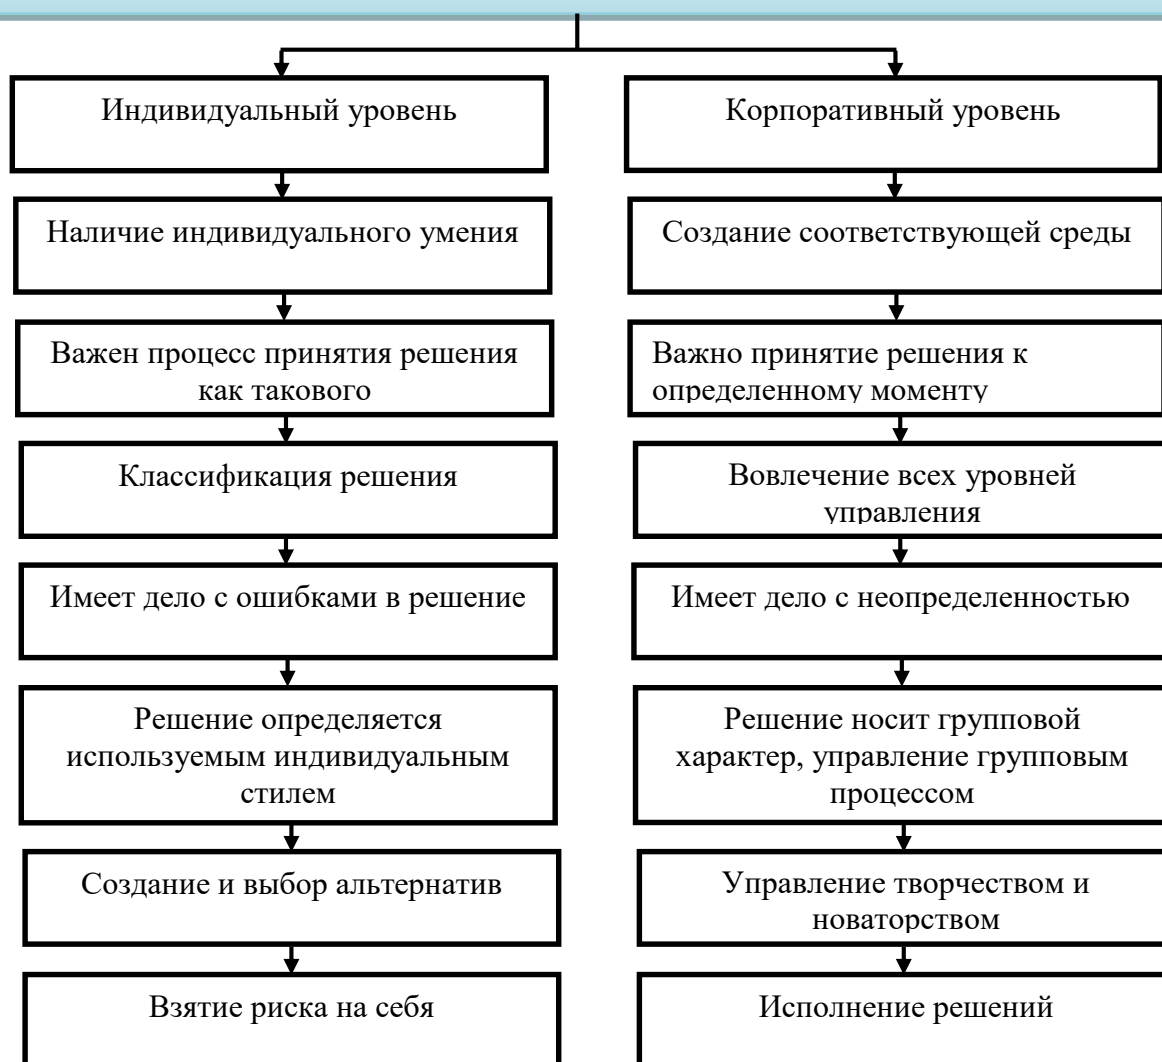 Индивидуальный уровень
Корпоративный уровень
Наличие индивидуального умения
Создание соответствующей среды
Важен процесс принятия решения
как такового
Важно принятие решения к
определенному моменту
Классификация решения
Вовлечение всех уровней
управления
Имеет дело с ошибками в решение
Имеет дело с неопределенностью
Решение определяется
используемым индивидуальным
стилем
Решение носит групповой
характер, управление групповым
процессом
Создание и выбор альтернатив
Управление творчеством и
новаторством
Взятие риска на себя
Исполнение решений